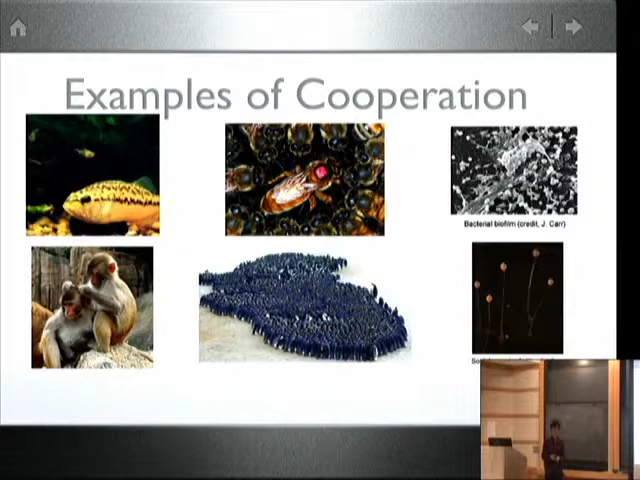 Examples of Cooperation
Bacterial biofilm (credit, J. Carr)